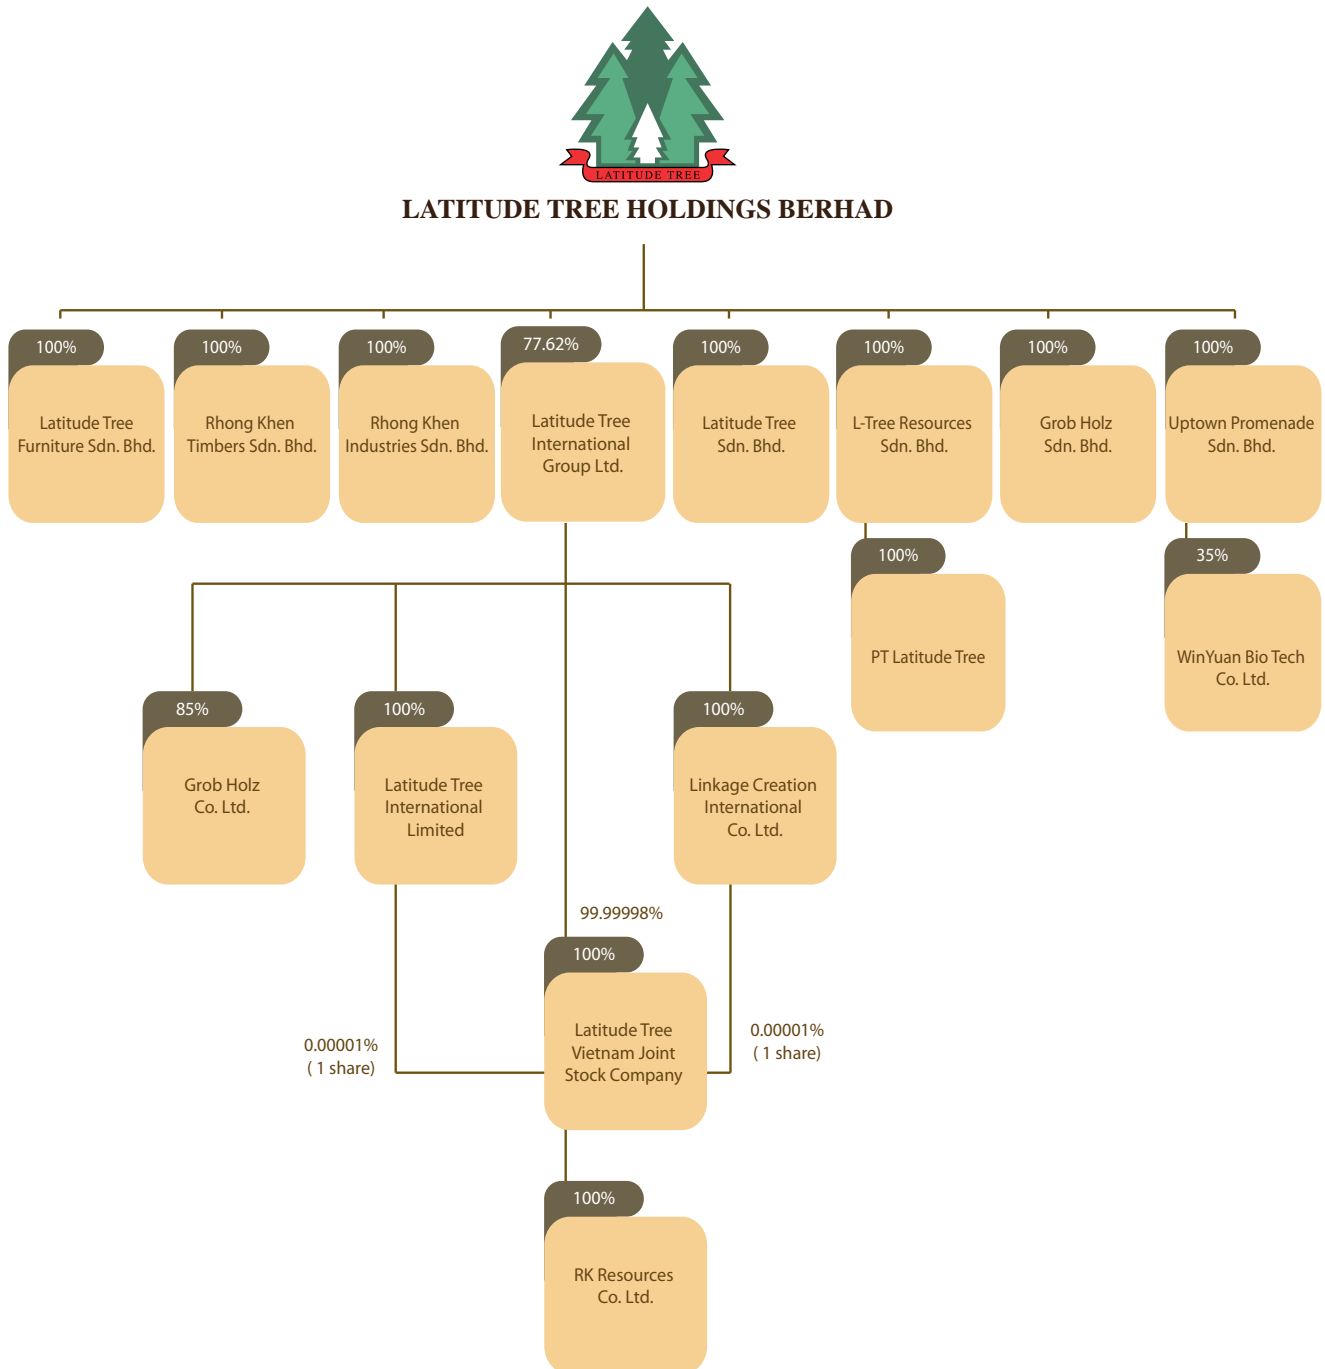 LATITUDE TREE
LATITUDE TREE HOLDINGS BERHAD
100%
Latitude Tree
Furniture Sdn. Bhd.
100%
Rhong Khen
Timbers Sdn. Bhd.
100%
Rhong Khen
Industries Sdn. Bhd.
77.62%
Latitude Tree
International
Group Ltd.
100%
Latitude Tree
Sdn. Bhd.
100%
L-Tree Resources
Sdn. Bhd.
100%
Grob Holz
Sdn. Bhd.
100%
Uptown Promenade
Sdn. Bhd.
100%
PT Latitude Tree
35%
WinYuan Bio Tech
Co. Ltd.
85%
Grob Holz
Co. Ltd.
100%
Latitude Tree
International
Limited
100%
Linkage Creation
International
Co. Ltd.
99.99998%
100%
Latitude Tree
Vietnam Joint
Stock Company
0.00001%
( 1 share)
0.00001%
( 1 share)
100%
RK Resources
Co. Ltd.